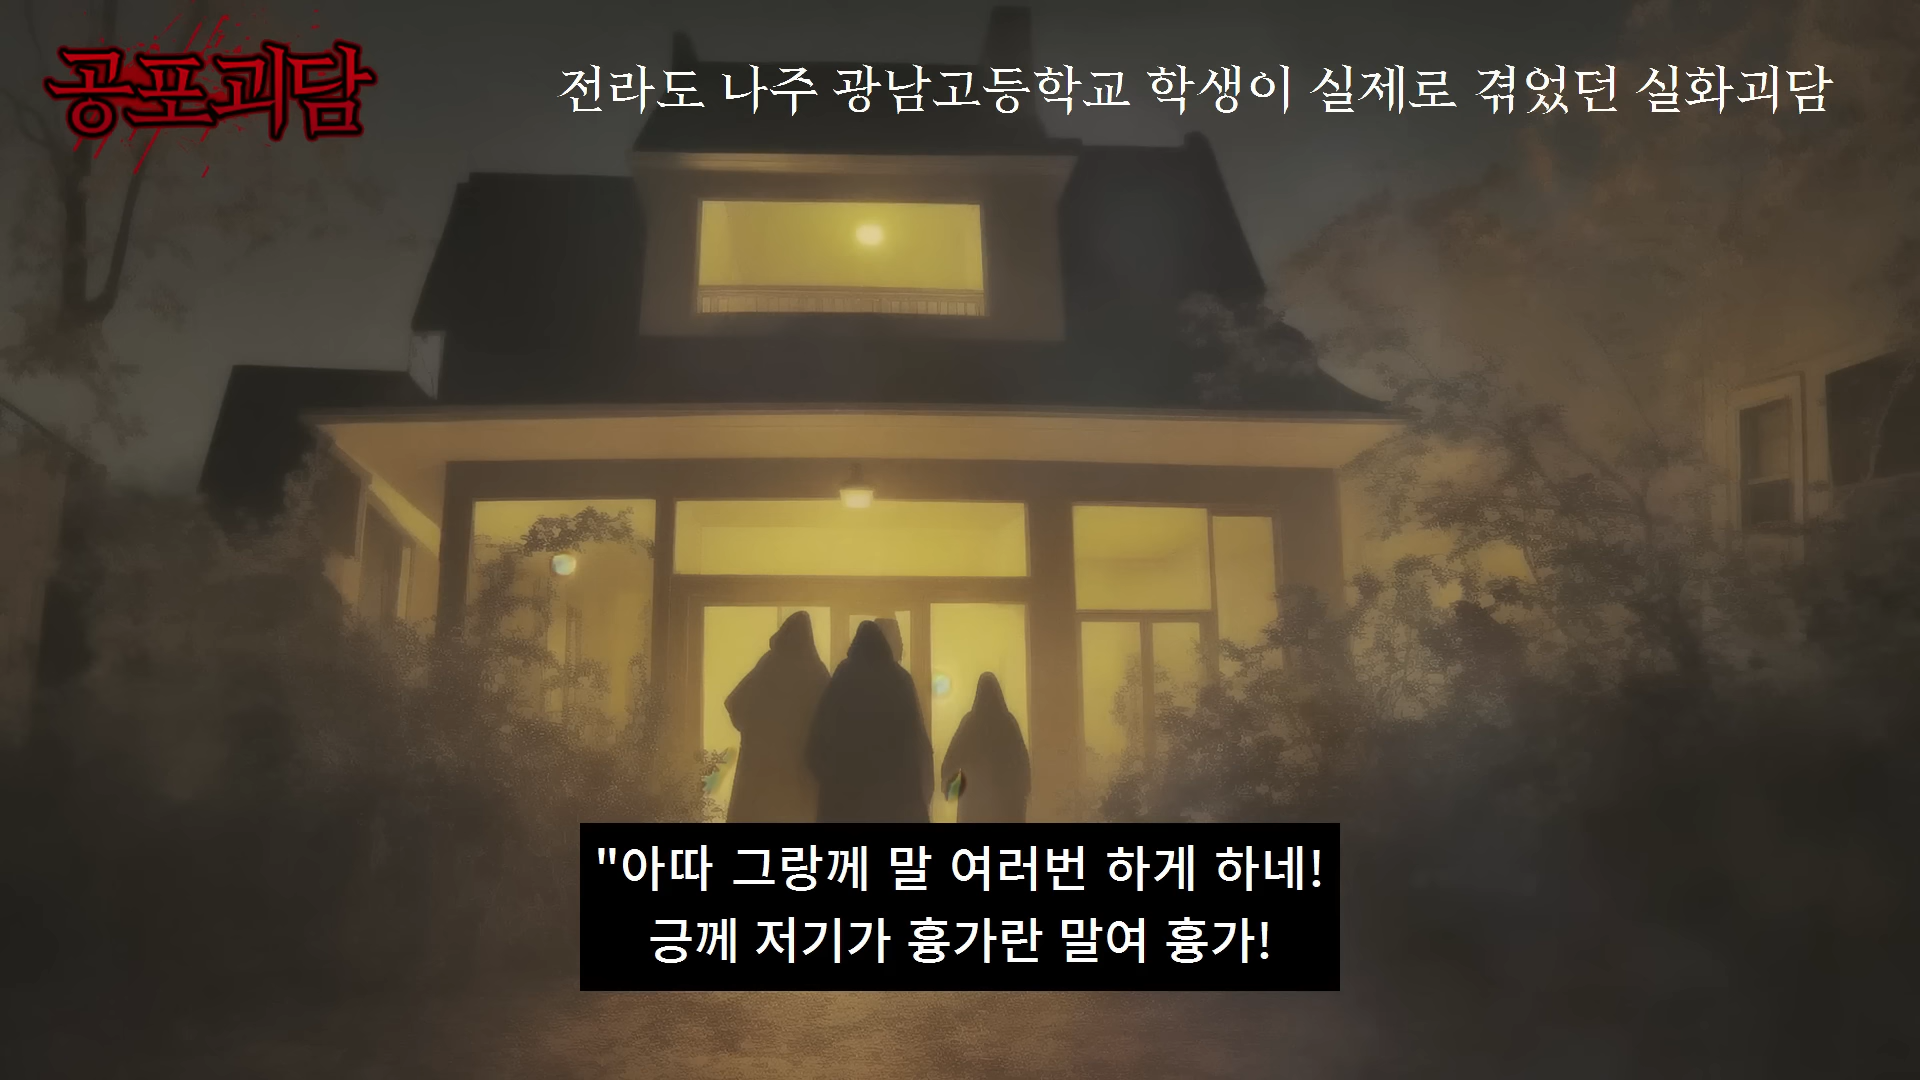 공포괴담
전라도 나주 광남고등학교 학생이 실제로 겪었던 실화괴담
"아따 그랑께 말 여러번 하게 하네!
긍께 저기가 흉가란 말여 흉가!